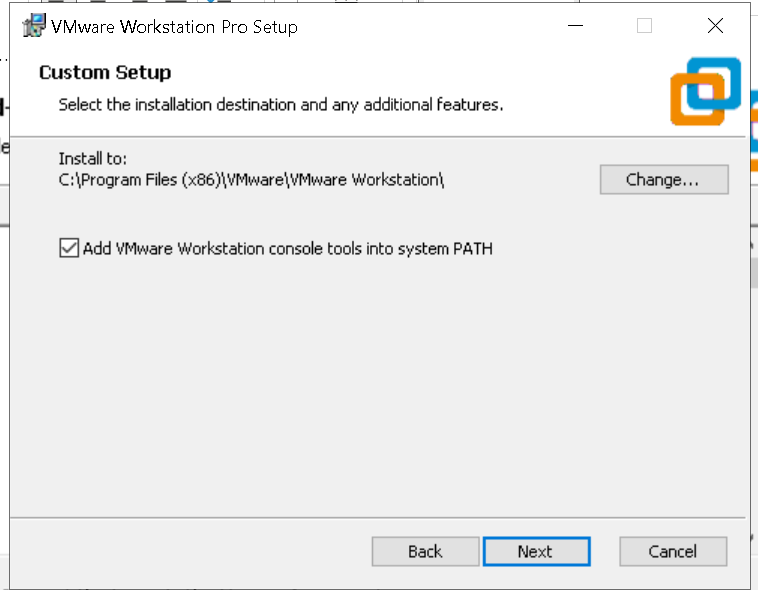 VMware Workstation Pro Setup
Custom Setup
Select the installation destination and any additional features.
Install to:
C:\Program Files (x86)\VMware\VMware Workstation\
Change...
Add VMware Workstation console tools into system PATH
Back
Next
Cancel